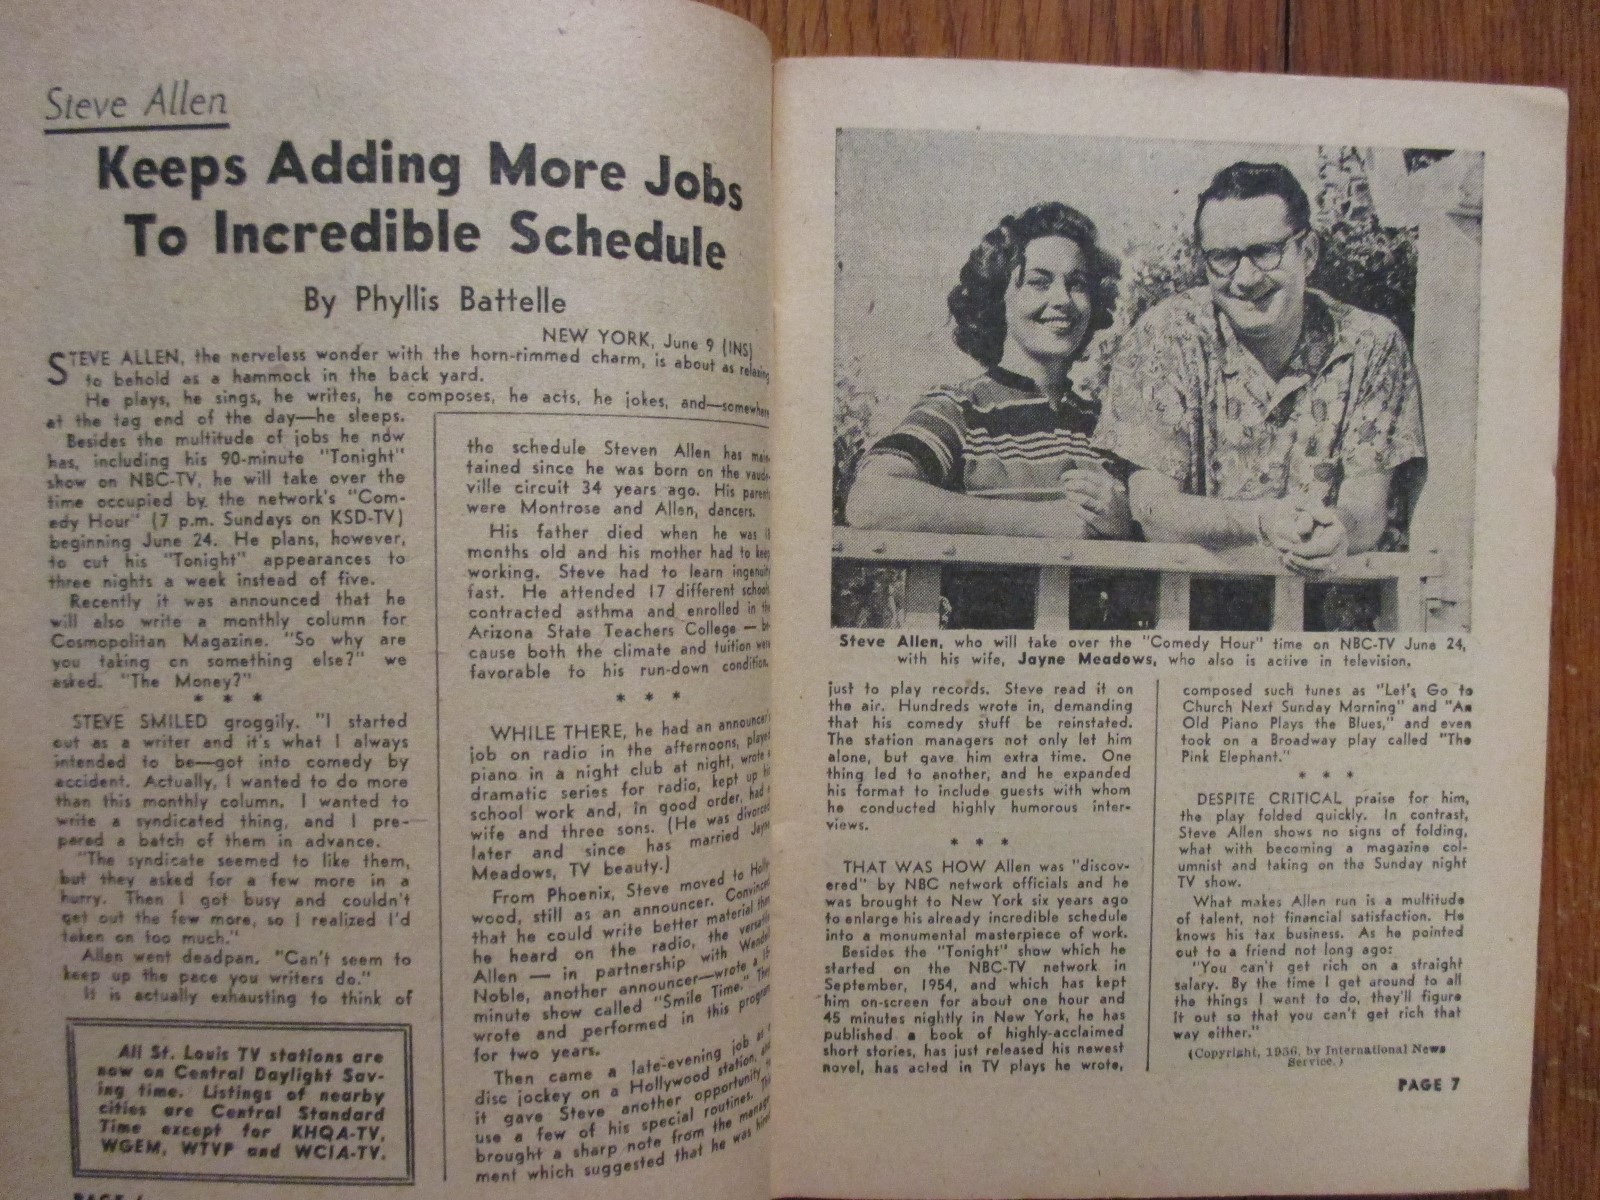 Steve Allen
Keeps Adding More Jobs
To Incredible Schedule
By Phyllis Battelle
NEW YORK, June 9 (INS)
STEVE ALLEN, the nerveless wonder with the horn-rimmed charm, is about as relaxing
to behold as a hammock in the back yard.
He plays, he sings, he writes, he composes, he acts, he jokes, and—somewhere
at the tag end of the day—he sleeps.
Besides the multitude of jobs he now
has, including his 90-minute "Tonight"
show on NBC-TV, he will take over the
time occupied by the network's "Com-
edy Hour" (7 p.m. Sundays on KSD-TV)
beginning June 24. He plans, however,
to cut his "Tonight" appearances to
three nights a week instead of five.
Recently it was announced that he
will also write a monthly column for
Cosmopolitan Magazine. "So why are
you taking on something else?" we
asked. "The Money?"
* * *
STEVE SMILED groggily. "I started
out as a writer and it's what I always
intended to be—got into comedy by
accident. Actually, I wanted to do more
than this monthly column. I wanted to
write a syndicated thing, and I pre-
pared a batch of them in advance.
"The syndicate seemed to like them,
but they asked for a few more in a
hurry. Then I got busy and couldn't
get out the few more, so I realized I'd
taken on too much."
Allen went deadpan. "Can't seem to
keep up the pace you writers do."
It is actually exhausting to think of
All St. Louis TV stations are
now on Central Daylight Sav-
ing time. Listings of nearby
cities are Central Standard
Time except for KHQA-TV,
WGEM, WTVP and WCIA-TV.
the schedule Steven Allen has main-
tained since he was born on the vaude-
ville circuit 34 years ago. His parents
were Montrose and Allen, dancers.
His father died when he was
months old and his mother had to keep
working. Steve had to learn ingenuity
fast. He attended 17 different schools,
contracted asthma and enrolled in the
Arizona State Teachers College — be-
cause both the climate and tuition were
favorable to his run-down condition.
* * *
WHILE THERE, he had an announcer's
job on radio in the afternoons, played
piano in a night club at night, wrote a
dramatic series for radio, kept up his
school work and, in good order, had a
wife and three sons. (He was divorced
later and since has married Jayne
Meadows, TV beauty.)
From Phoenix, Steve moved to Holly-
wood, still as an announcer. Convinced
that he could write better material than
he heard on the radio, the versatile
Allen — in partnership with Wendell
Noble, another announcer—wrote a
minute show called "Smile Time." They
wrote and performed in this program
for two years.
Then came a late-evening job as a
disc jockey on a Hollywood station, and
it gave Steve another opportunity to
use a few of his special routines. This
brought a sharp note from the manage-
ment which suggested that he was hired
just to play records. Steve read it on
the air. Hundreds wrote in, demanding
that his comedy stuff be reinstated.
The station managers not only let him
alone, but gave him extra time. One
thing led to another, and he expanded
his format to include guests with whom
he conducted highly humorous inter-
views.
* * *
THAT WAS HOW Allen was "discov-
ered" by NBC network officials and he
was brought to New York six years ago
to enlarge his already incredible schedule
into a monumental masterpiece of work.
Besides the "Tonight" show which he
started on the NBC-TV network in
September, 1954, and which has kept
him on-screen for about one hour and
45 minutes nightly in New York, he has
published a book of highly-acclaimed
short stories, has just released his newest
novel, has acted in TV plays he wrote,
Steve Allen, who will take over the "Comedy Hour" time on NBC-TV June 24,
with his wife, Jayne Meadows, who also is active in television.
composed such tunes as "Let's Go to
Church Next Sunday Morning" and "An
Old Piano Plays the Blues," and even
took on a Broadway play called "The
Pink Elephant."
* * *
DESPITE CRITICAL praise for him,
the play folded quickly. In contrast,
Steve Allen shows no signs of folding,
what with becoming a magazine col-
umnist and taking on the Sunday night
TV show.
What makes Allen run is a multitude
of talent, not financial satisfaction. He
knows his tax business. As he pointed
out to a friend not long ago:
"You can't get rich on a straight
salary. By the time I get around to all
the things I want to do, they'll figure
it out so that you can't get rich that
way either."
(Copyright, 1956, by International News
Service.)
PAGE 7